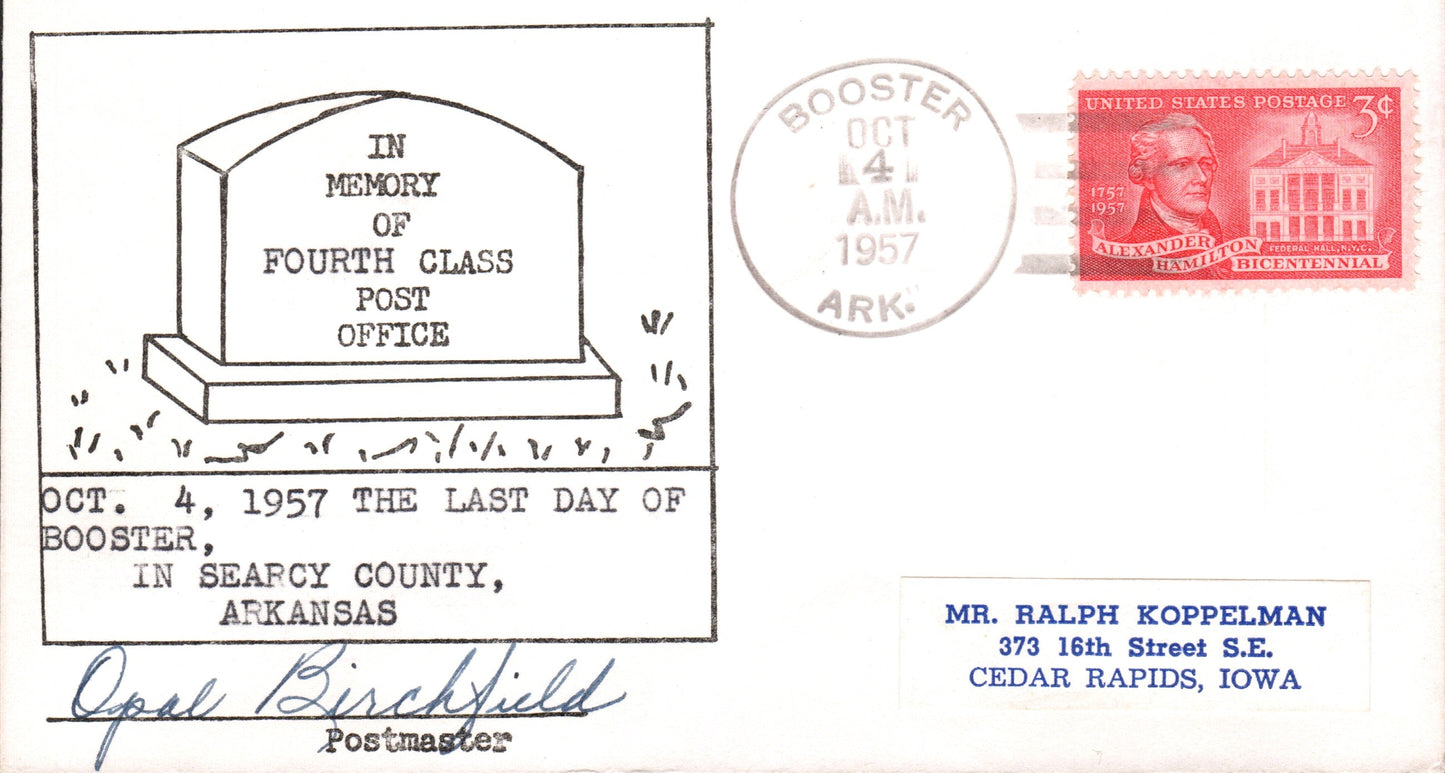 IN
MEMORY
OF
FOURTH CLASS
POST
OFFICE
OCT. 4, 1957 THE LAST DAY OF
BOOSTER,
IN SEARCY COUNTY,
ARKANSAS
Opal Birchfield
Postmaster
BOOSTER
OCT
4
A.M.
1957
ARK.
UNITED STATES POSTAGE 3¢
1757
1957
ALEXANDER
HAMILTON
BICENTENNIAL
FEDERAL HALL, N.Y.C.
MR. RALPH KOPPELMAN
373 16th Street S.E.
CEDAR RAPIDS, IOWA